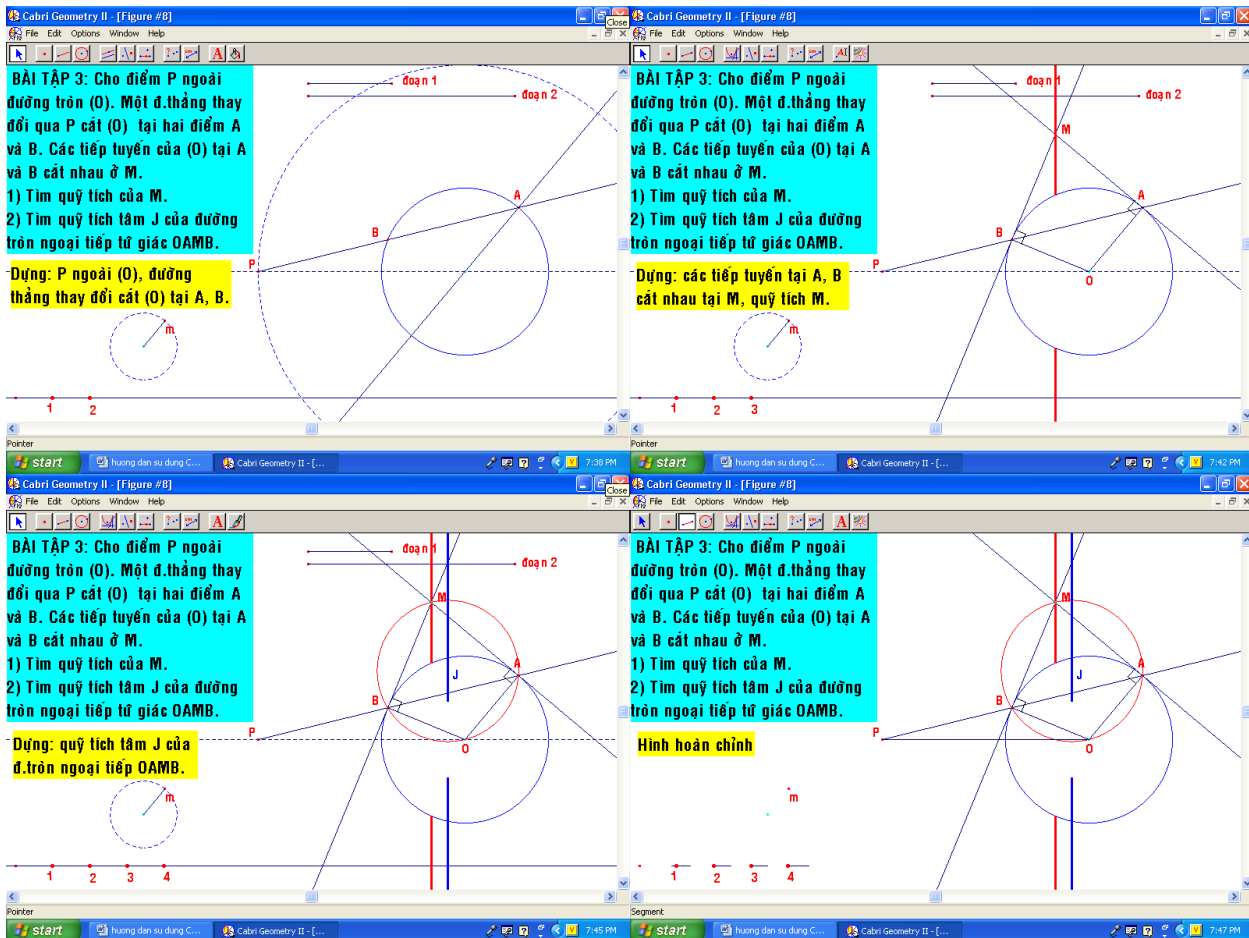 Cabri Geometry II - [Figure #8]
Close
File Edit Options Window Help
BÀI TẬP 3: Cho điểm P ngoài
đường tròn (O). Một đ.thẳng thay
đổi qua P cắt (O) tại hai điểm A
và B. Các tiếp tuyến của (O) tại A
và B cắt nhau ở M.
1) Tìm quỹ tích của M.
2) Tìm quỹ tích tâm J của đường
tròn ngoại tiếp tứ giác OAMB.
Dựng: P ngoài (O), đường
thẳng thay đổi cắt (O) tại A, B.
đoạn 1
đoạn 2
A
B
P
m
1 2
Pointer
start huong dan su dung C... Cabri Geometry II - [... 7:38 PM
Cabri Geometry II - [Figure #8]
File Edit Options Window Help
BÀI TẬP 3: Cho điểm P ngoài
đường tròn (O). Một đ.thẳng thay
đổi qua P cắt (O) tại hai điểm A
và B. Các tiếp tuyến của (O) tại A
và B cắt nhau ở M.
1) Tìm quỹ tích của M.
2) Tìm quỹ tích tâm J của đường
tròn ngoại tiếp tứ giác OAMB.
Dựng: các tiếp tuyến tại A, B
cắt nhau tại M, quỹ tích M.
đoạn 1
đoạn 2
M
A
B
P
O
m
1 2 3
Pointer
start huong dan su dung C... Cabri Geometry II - [... 7:42 PM
Cabri Geometry II - [Figure #8]
Close
File Edit Options Window Help
BÀI TẬP 3: Cho điểm P ngoài
đường tròn (O). Một đ.thẳng thay
đổi qua P cắt (O) tại hai điểm A
và B. Các tiếp tuyến của (O) tại A
và B cắt nhau ở M.
1) Tìm quỹ tích của M.
2) Tìm quỹ tích tâm J của đường
tròn ngoại tiếp tứ giác OAMB.
Dựng: quỹ tích tâm J của
đ.tròn ngoại tiếp OAMB.
đoạn 1
đoạn 2
M
A
J
B
P
O
m
1 2 3 4
Pointer
start huong dan su dung C... Cabri Geometry II - [... 7:45 PM
Cabri Geometry II - [Figure #8]
File Edit Options Window Help
BÀI TẬP 3: Cho điểm P ngoài
đường tròn (O). Một đ.thẳng thay
đổi qua P cắt (O) tại hai điểm A
và B. Các tiếp tuyến của (O) tại A
và B cắt nhau ở M.
1) Tìm quỹ tích của M.
2) Tìm quỹ tích tâm J của đường
tròn ngoại tiếp tứ giác OAMB.
Hình hoàn chỉnh
M
A
J
B
P
O
m
1 2 3 4
Segment
start huong dan su dung C... Cabri Geometry II - [... 7:47 PM